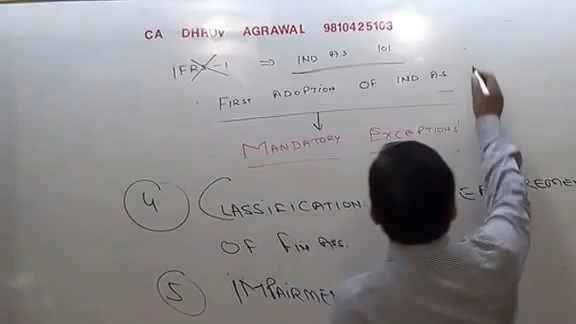 CA DHRUV AGRAWAL 9810425103
IFRS-1 ⇒ IND AS 101
FIRST ADOPTION OF IND AS
MANDATORY EXCEPTIONS
4 CLASSIFICATION
OF FIN ASS.
5 IMPAIRME